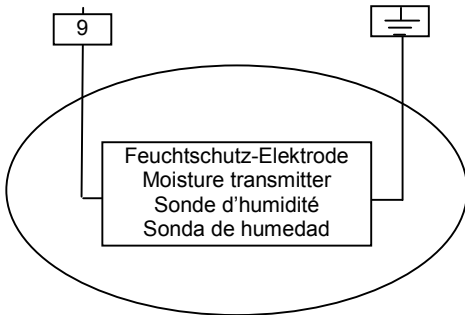 9
Feuchtschutz-Elektrode
Moisture transmitter
Sonde d’humidité
Sonda de humedad